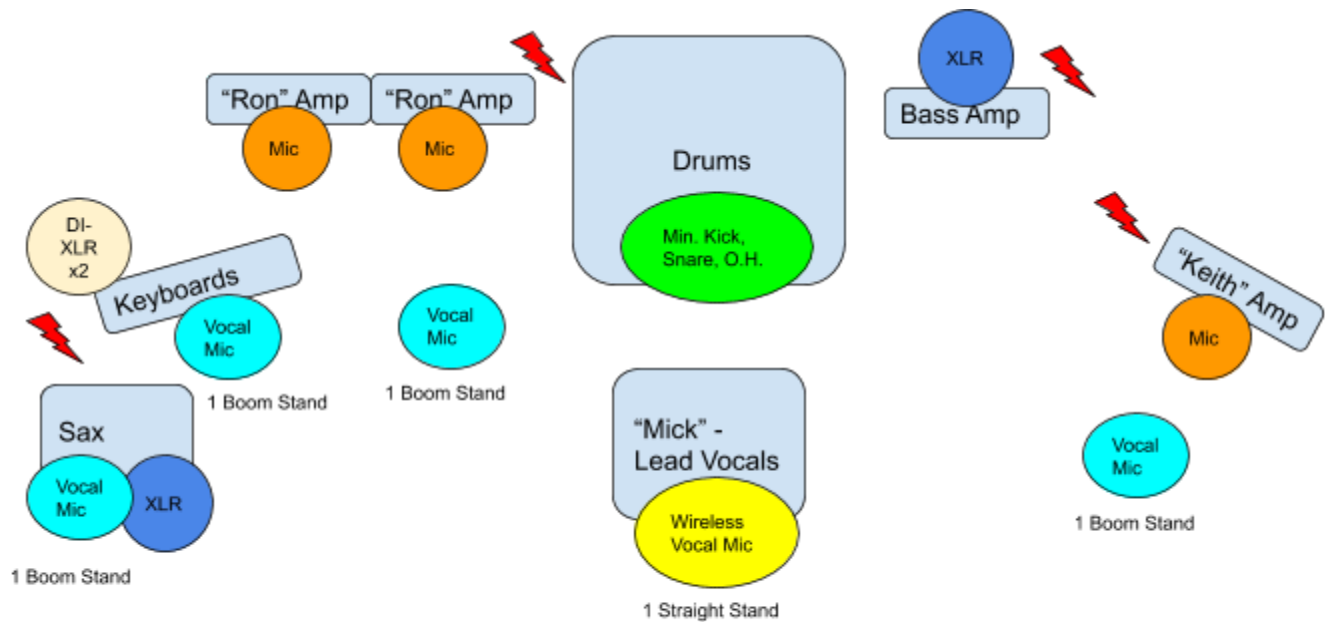 “Ron” Amp
“Ron” Amp
Mic
Mic
Drums
Min. Kick,
Snare, O.H.
XLR
Bass Amp
DI-
XLR
x2
Keyboards
Vocal
Mic
1 Boom Stand
Vocal
Mic
1 Boom Stand
“Keith” Amp
Mic
Sax
Vocal
Mic
XLR
1 Boom Stand
“Mick” -
Lead Vocals
Wireless
Vocal Mic
1 Straight Stand
Vocal
Mic
1 Boom Stand